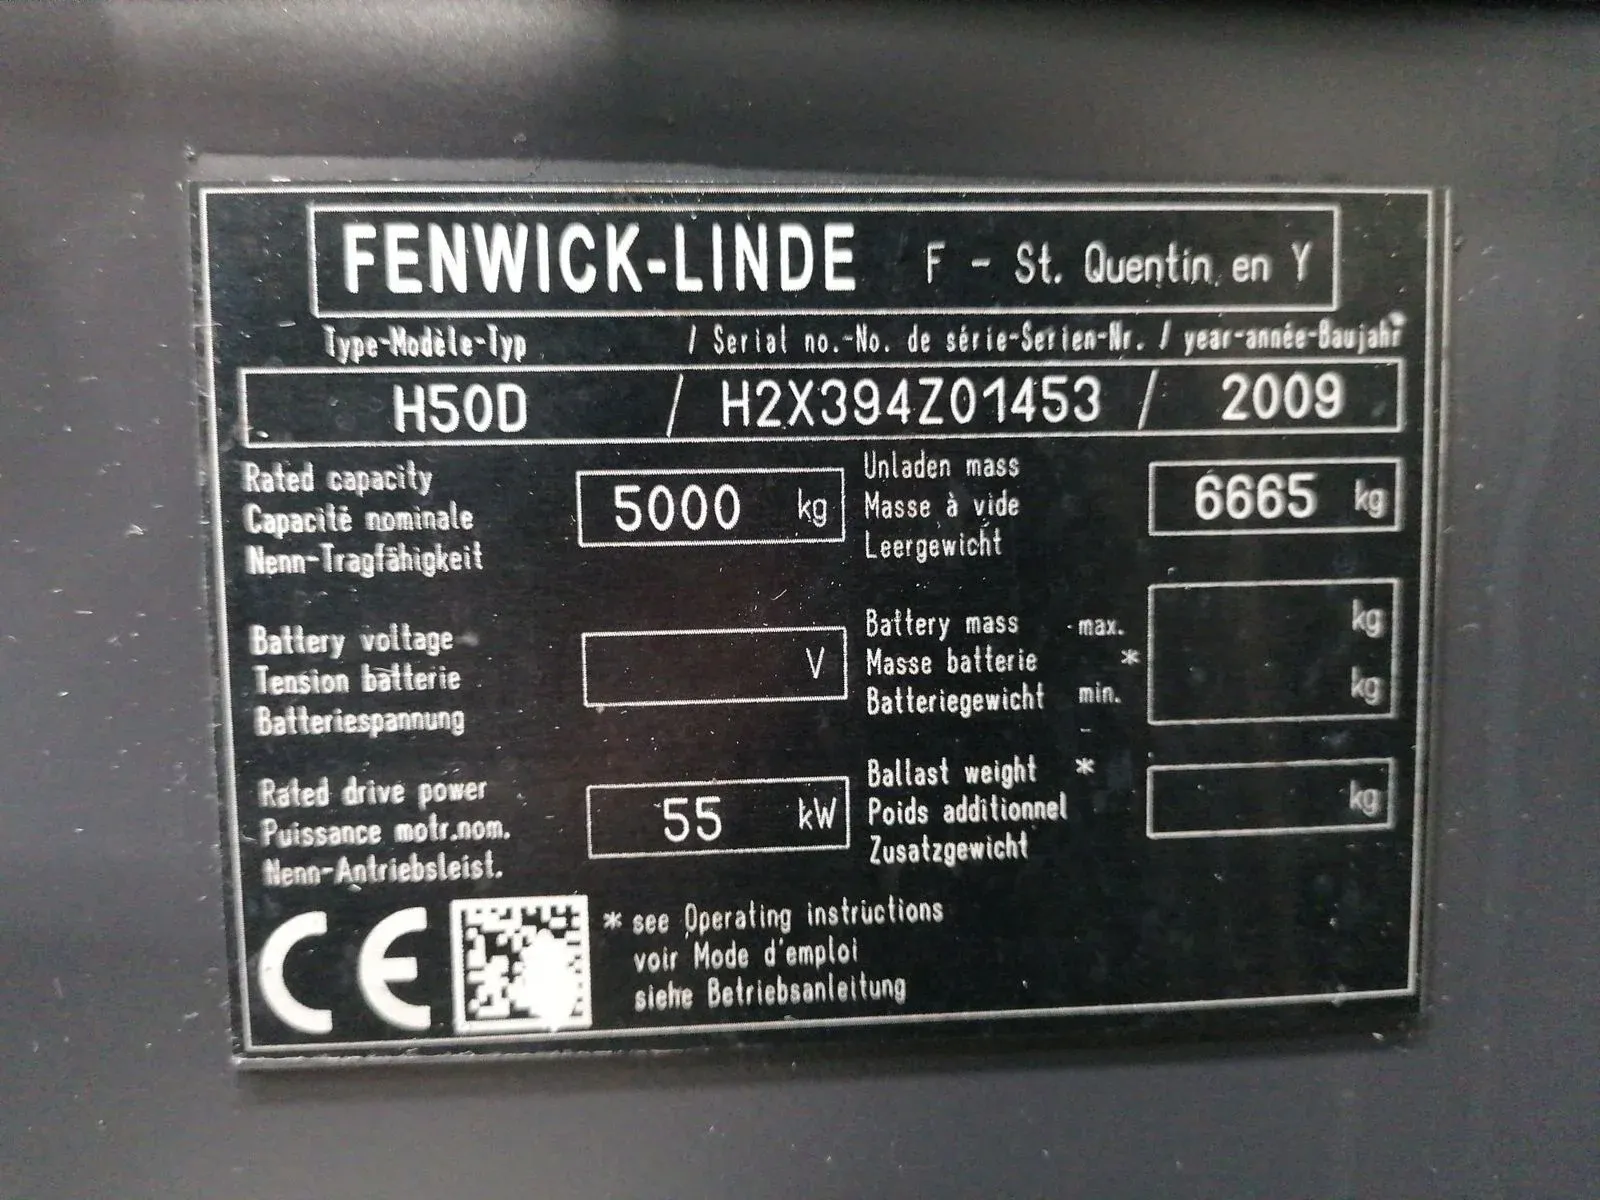 FENWICK-LINDE F - St. Quentin en Y
Type-Modèle-Typ / Serial no.-No. de série-Serien-Nr. / year-année-Baujahr
H50D / H2X394Z01453 / 2009
Rated capacity
Capacité nominale
Nenn-Tragfähigkeit
5000 kg
Unladen mass
Masse à vide
Leergewicht
6665 kg
Battery voltage
Tension batterie
Batteriespannung
V
Battery mass max.
Masse batterie *
Batteriegewicht min.
kg
kg
Rated drive power
Puissance motr.nom.
Nenn-Antriebsleist.
55 kW
Ballast weight *
Poids additionnel
Zusatzgewicht
kg
CE
* see Operating instructions
voir Mode d'emploi
siehe Betriebsanleitung